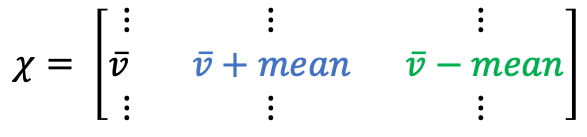 ⋮ ⋮ ⋮
χ = [ v̄ v̄ + mean v̄ − mean ]
⋮ ⋮ ⋮